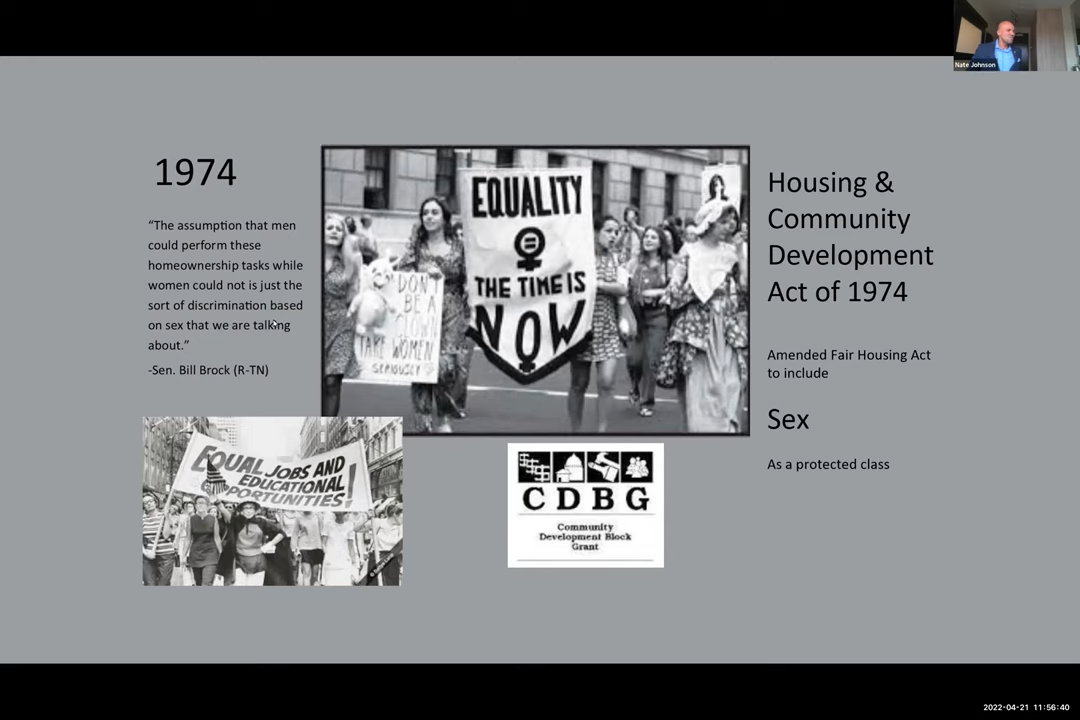 Nate Johnson
1974
“The assumption that men
could perform these
homeownership tasks while
women could not is just the
sort of discrimination based
on sex that we are talking
about.”
-Sen. Bill Brock (R-TN)
EQUALITY
THE TIME IS
NOW
DON'T
BE A
CLOWN
TAKE WOMEN
SERIOUSLY
EQUAL JOBS AND
EDUCATIONAL
OPPORTUNITIES!
CDBG
Community
Development Block
Grant
Housing &
Community
Development
Act of 1974
Amended Fair Housing Act
to include
Sex
As a protected class
2022-04-21 11:56:40